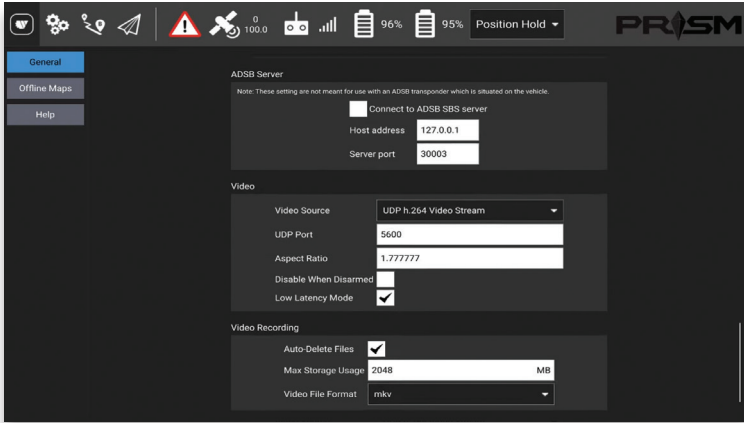 0
100.0
96%
95%
Position Hold
PRISM
General
Offline Maps
Help
ADSB Server
Note: These setting are not meant for use with an ADSB transponder which is situated on the vehicle.
Connect to ADSB SBS server
Host address 127.0.0.1
Server port 30003
Video
Video Source UDP h.264 Video Stream
UDP Port 5600
Aspect Ratio 1.777777
Disable When Disarmed
Low Latency Mode
Video Recording
Auto-Delete Files
Max Storage Usage 2048 MB
Video File Format mkv